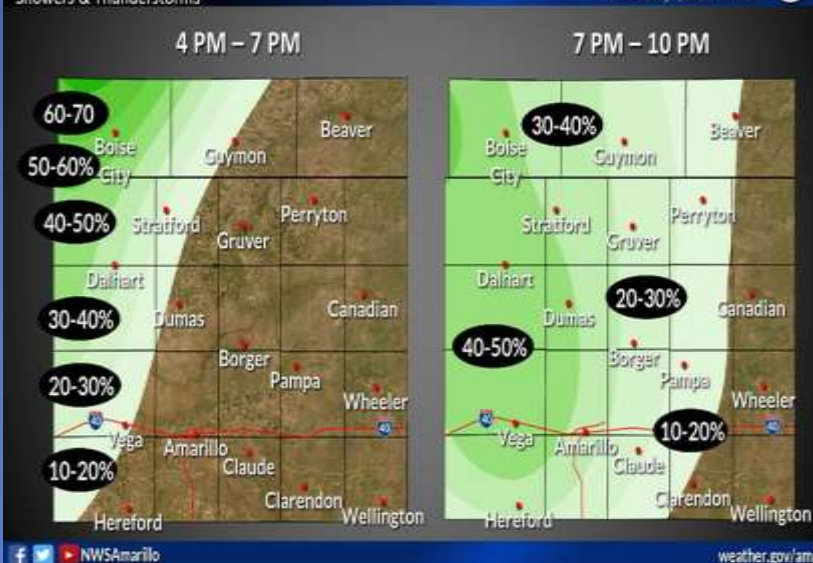 Showers & Thunderstorms
4 PM – 7 PM
60-70
Boise
City
50-60%
Guymon
Beaver
40-50%
Stratford
Gruver
Perryton
Dalhart
30-40%
Dumas
Canadian
Borger
Pampa
20-30%
Wheeler
40
Vega
Amarillo
40
10-20%
Claude
Clarendon
Hereford
Wellington
7 PM – 10 PM
30-40%
Boise
City
Guymon
Beaver
Stratford
Gruver
Perryton
Dalhart
20-30%
Dumas
Canadian
40-50%
Borger
Pampa
Wheeler
40
Vega
Amarillo
10-20%
40
Claude
Clarendon
Hereford
Wellington
NWSAmarillo
weather.gov/am